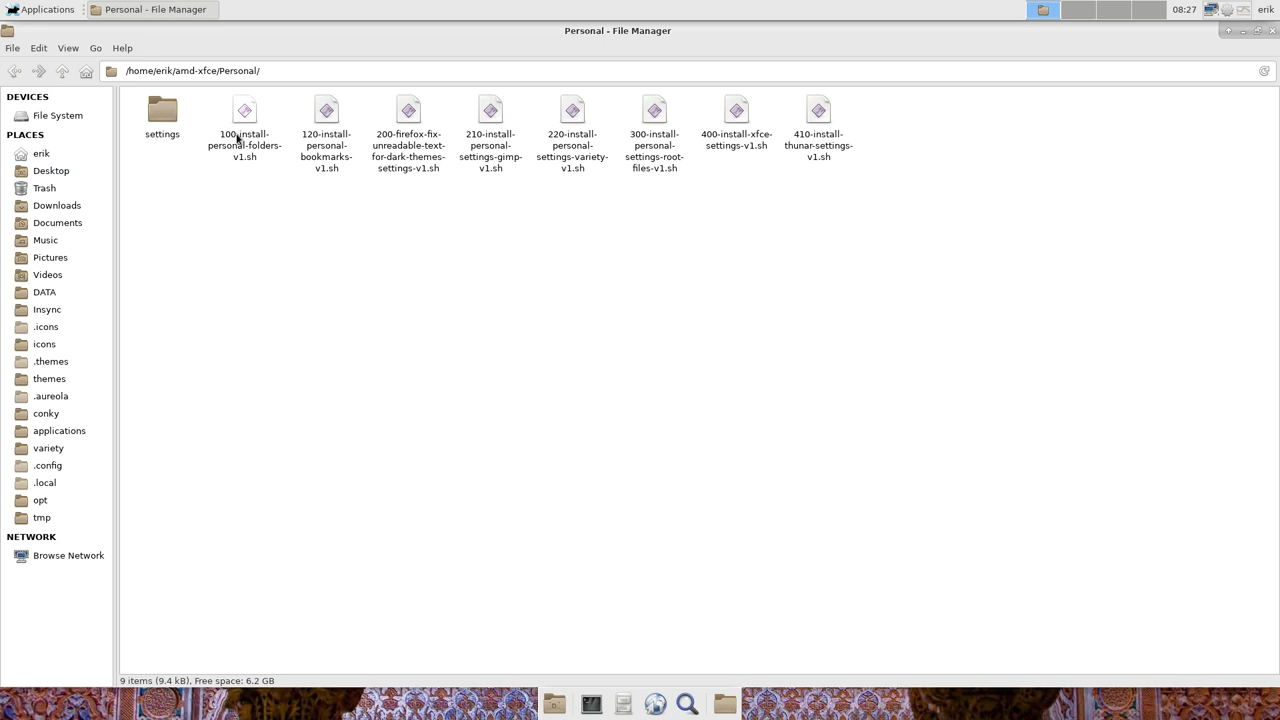 Applications
Personal - File Manager
08:27
erik
Personal - File Manager
File Edit View Go Help
/home/erik/amd-xfce/Personal/
DEVICES
File System
PLACES
erik
Desktop
Trash
Downloads
Documents
Music
Pictures
Videos
DATA
Insync
.icons
icons
.themes
themes
.aureola
conky
applications
variety
.config
.local
opt
tmp
NETWORK
Browse Network
settings
100-install-
personal-folders-
v1.sh
120-install-
personal-
bookmarks-
v1.sh
200-firefox-fix-
unreadable-text-
for-dark-themes-
settings-v1.sh
210-install-
personal-
settings-gimp-
v1.sh
220-install-
personal-
settings-variety-
v1.sh
300-install-
personal-
settings-root-
files-v1.sh
400-install-xfce-
settings-v1.sh
410-install-
thunar-settings-
v1.sh
9 items (9.4 kB), Free space: 6.2 GB